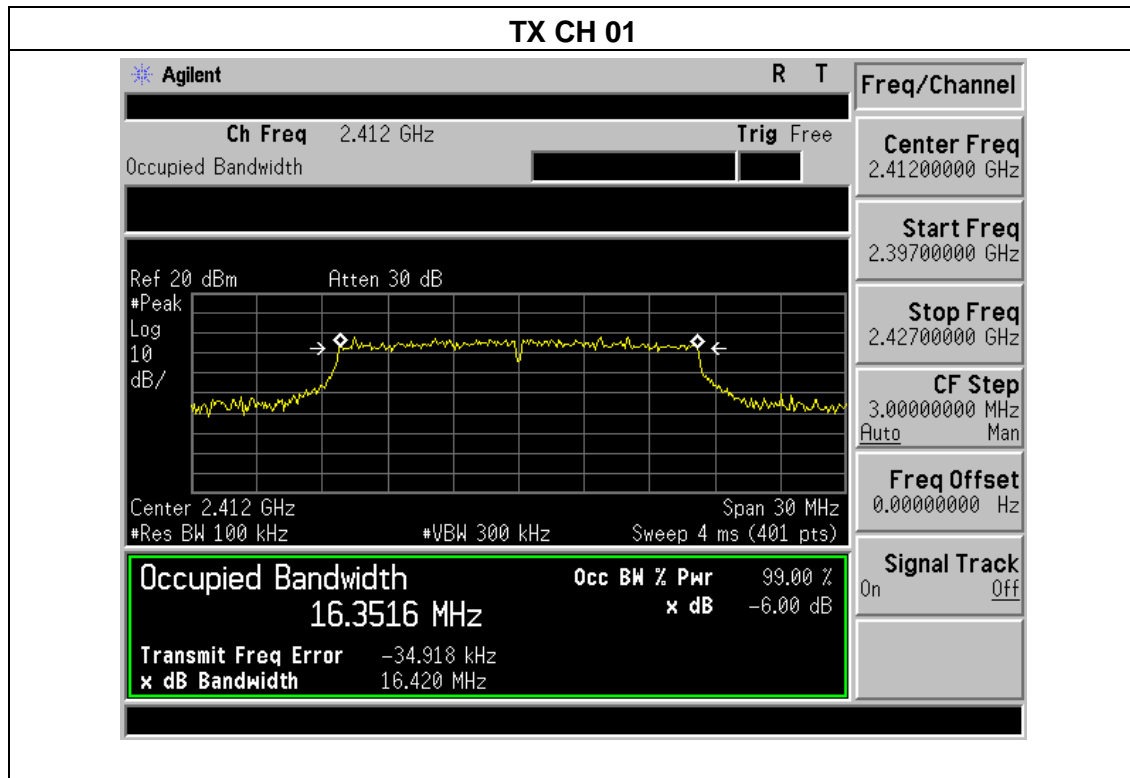 TX CH 01
Agilent
R T
Freq/Channel
Ch Freq 2.412 GHz
Trig Free
Occupied Bandwidth
Center Freq
2.41200000 GHz
Start Freq
2.39700000 GHz
Ref 20 dBm
Atten 30 dB
#Peak
Log
10
dB/
Stop Freq
2.42700000 GHz
CF Step
3.00000000 MHz
Auto Man
Center 2.412 GHz
Span 30 MHz
#Res BW 100 kHz
#VBW 300 kHz
Sweep 4 ms (401 pts)
Freq Offset
0.00000000 Hz
Occupied Bandwidth
16.3516 MHz
Occ BW % Pwr 99.00 %
x dB -6.00 dB
Signal Track
On Off
Transmit Freq Error -34.918 kHz
x dB Bandwidth 16.420 MHz